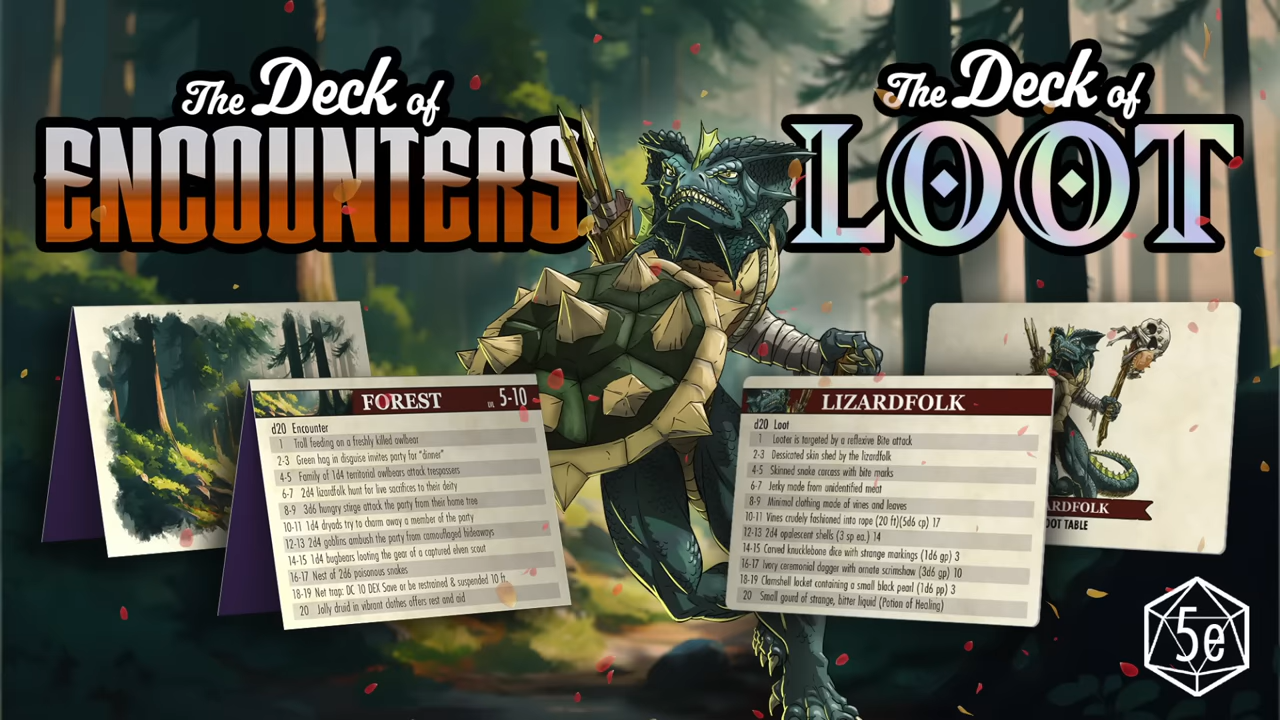 The Deck of
ENCOUNTERS
The Deck of
LOOT
FOREST LVL 5-10
d20 Encounter
1 Troll feeding on a freshly killed owlbear
2-3 Green hag in disguise invites party for "dinner"
4-5 Family of 1d4 territorial owlbears attack trespassers
6-7 2d4 lizardfolk hunt for live sacrifices to their deity
8-9 3d6 hungry stirge attack the party from their home tree
10-11 1d4 dryads try to charm away a member of the party
12-13 2d4 goblins ambush the party from camouflaged hideaways
14-15 1d4 bugbears looting the gear of a captured elven scout
16-17 Nest of 2d6 poisonous snakes
18-19 Net trap: DC 10 DEX Save or be restrained & suspended 10 ft.
20 Jolly druid in vibrant clothes offers rest and aid
LIZARDFOLK
d20 Loot
1 Looter is targeted by a reflexive Bite attack
2-3 Dessicated skin shed by the lizardfolk
4-5 Skinned snake carcass with bite marks
6-7 Jerky made from unidentified meat
8-9 Minimal clothing made of vines and leaves
10-11 Vines crudely fashioned into rope (20 ft)(5d6 cp) 17
12-13 2d4 opalescent shells (3 sp ea.) 14
14-15 Carved knucklebone dice with strange markings (1d6 gp) 3
16-17 Ivory ceremonial dagger with ornate scrimshaw (3d6 gp) 10
18-19 Clamshell locket containing a small black pearl (1d6 pp) 3
20 Small gourd of strange, bitter liquid (Potion of Healing)
ARDFOLK
OOT TABLE
5e